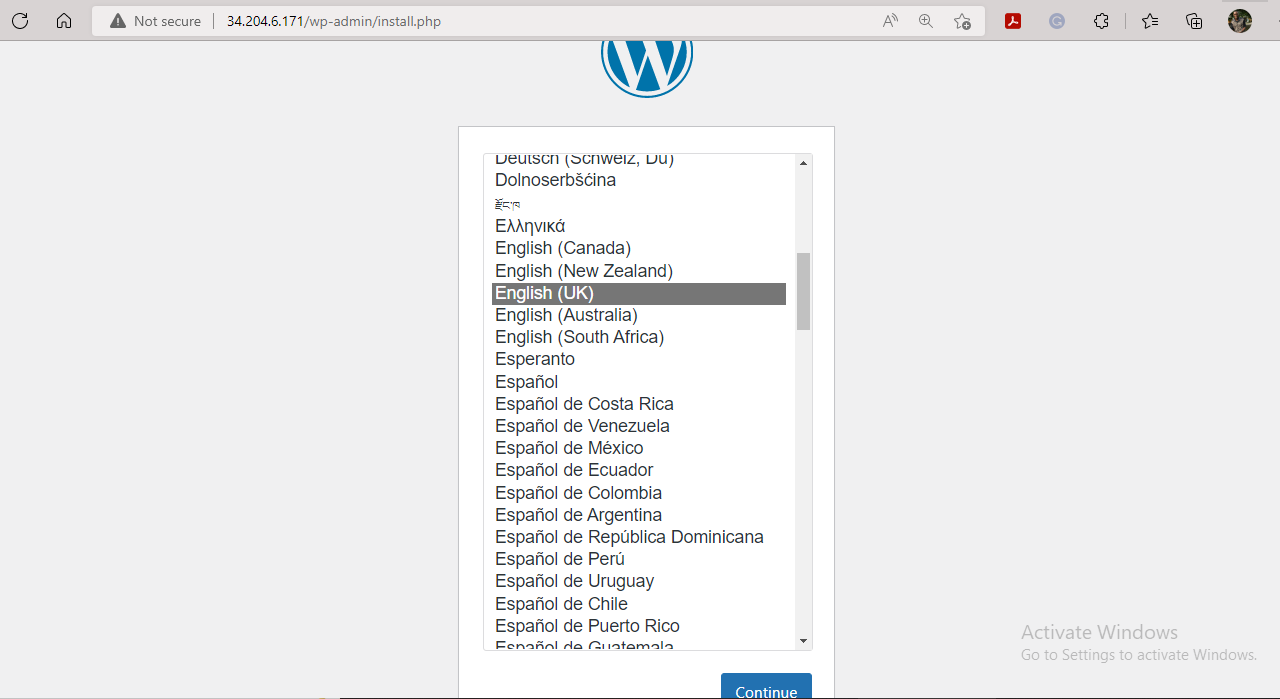 Not secure
34.204.6.171/wp-admin/install.php
Deutsch (Schweiz, Du)
Dolnoserbšćina
རྫོང་ཁ
Ελληνικά
English (Canada)
English (New Zealand)
English (UK)
English (Australia)
English (South Africa)
Esperanto
Español
Español de Costa Rica
Español de Venezuela
Español de México
Español de Ecuador
Español de Colombia
Español de Argentina
Español de República Dominicana
Español de Perú
Español de Uruguay
Español de Chile
Español de Puerto Rico
Español de Guatemala
Continue
Activate Windows
Go to Settings to activate Windows.